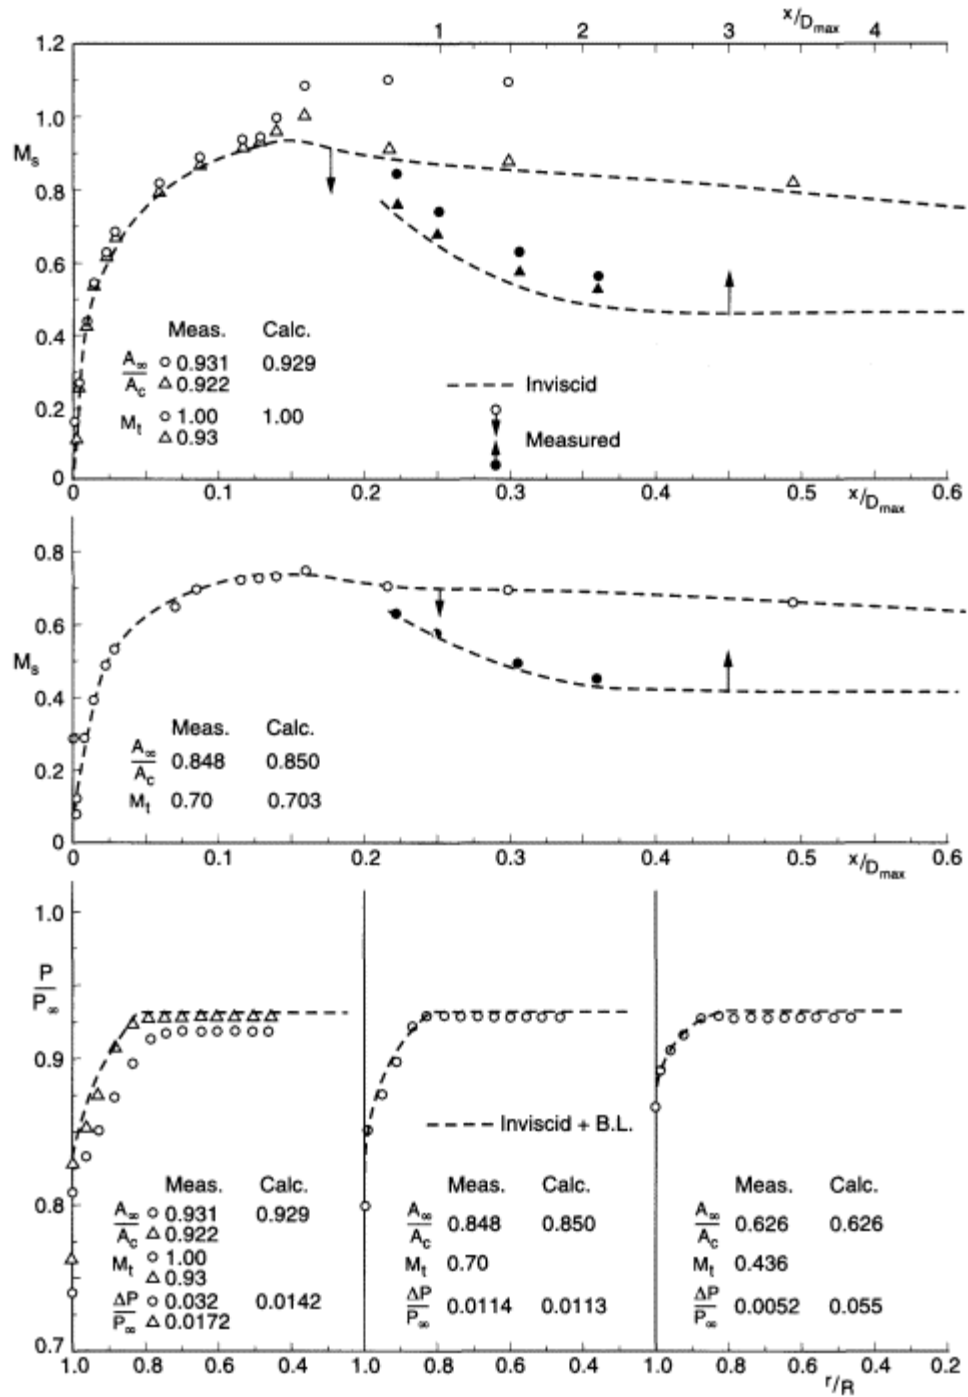 x/Dmax
1 2 3 4
1.2
1.0
Ms
0.8
0.6
0.4
0.2
0
Meas. Calc.
A∞/Ac ○ 0.931 0.929
△ 0.922
Mt ○ 1.00 1.00
△ 0.93
Inviscid
Measured
0 0.1 0.2 0.3 0.4 0.5 x/Dmax 0.6
0.8
0.6
Ms
0.4
0.2
0
Meas. Calc.
A∞/Ac 0.848 0.850
Mt 0.70 0.703
0 0.1 0.2 0.3 0.4 0.5 x/Dmax 0.6
1.0
P/P∞
0.9
0.8
0.7
Inviscid + B.L.
Meas. Calc.
A∞/Ac ○ 0.931 0.929
△ 0.922
Mt ○ 1.00
△ 0.93
ΔP/P∞ ○ 0.032 0.0142
△ 0.0172
Meas. Calc.
A∞/Ac 0.848 0.850
Mt 0.70
ΔP/P∞ 0.0114 0.0113
Meas. Calc.
A∞/Ac 0.626 0.626
Mt 0.436
ΔP/P∞ 0.0052 0.055
1.0 0.8 0.6 0.4 1.0 0.8 0.6 0.4 1.0 0.8 0.6 0.4 0.2
r/R